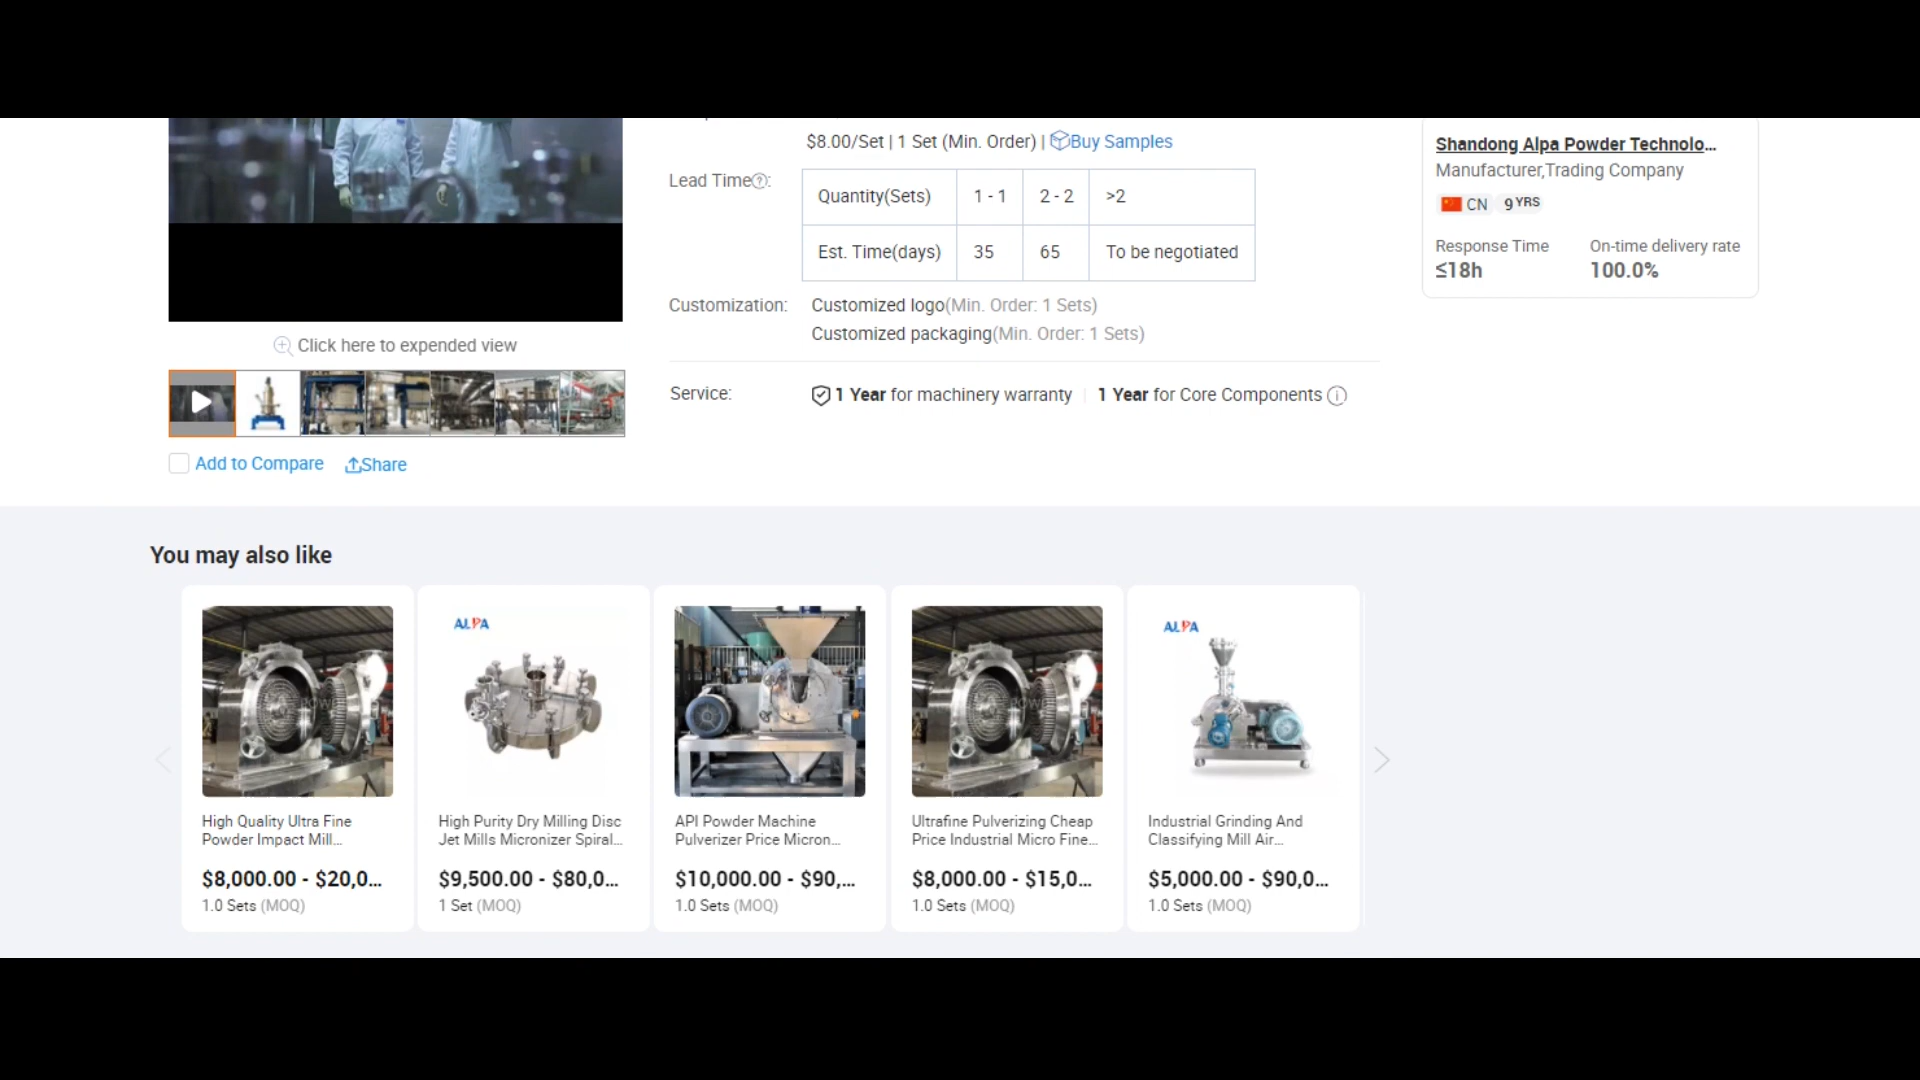 $8.00/Set | 1 Set (Min. Order) | Buy Samples
Lead Time?:
Quantity(Sets) 1 - 1 2 - 2 >2
Est. Time(days) 35 65 To be negotiated
Customization: Customized logo(Min. Order: 1 Sets)
Customized packaging(Min. Order: 1 Sets)
Service: 1 Year for machinery warranty 1 Year for Core Components
Click here to expended view
Add to Compare Share
Shandong Alpa Powder Technolo...
Manufacturer,Trading Company
CN 9 YRS
Response Time On-time delivery rate
≤18h 100.0%
You may also like
High Quality Ultra Fine
Powder Impact Mill...
$8,000.00 - $20,0...
1.0 Sets (MOQ)
ALPA
High Purity Dry Milling Disc
Jet Mills Micronizer Spiral...
$9,500.00 - $80,0...
1 Set (MOQ)
API Powder Machine
Pulverizer Price Micron...
$10,000.00 - $90,...
1.0 Sets (MOQ)
Ultrafine Pulverizing Cheap
Price Industrial Micro Fine...
$8,000.00 - $15,0...
1.0 Sets (MOQ)
ALPA
Industrial Grinding And
Classifying Mill Air...
$5,000.00 - $90,0...
1.0 Sets (MOQ)